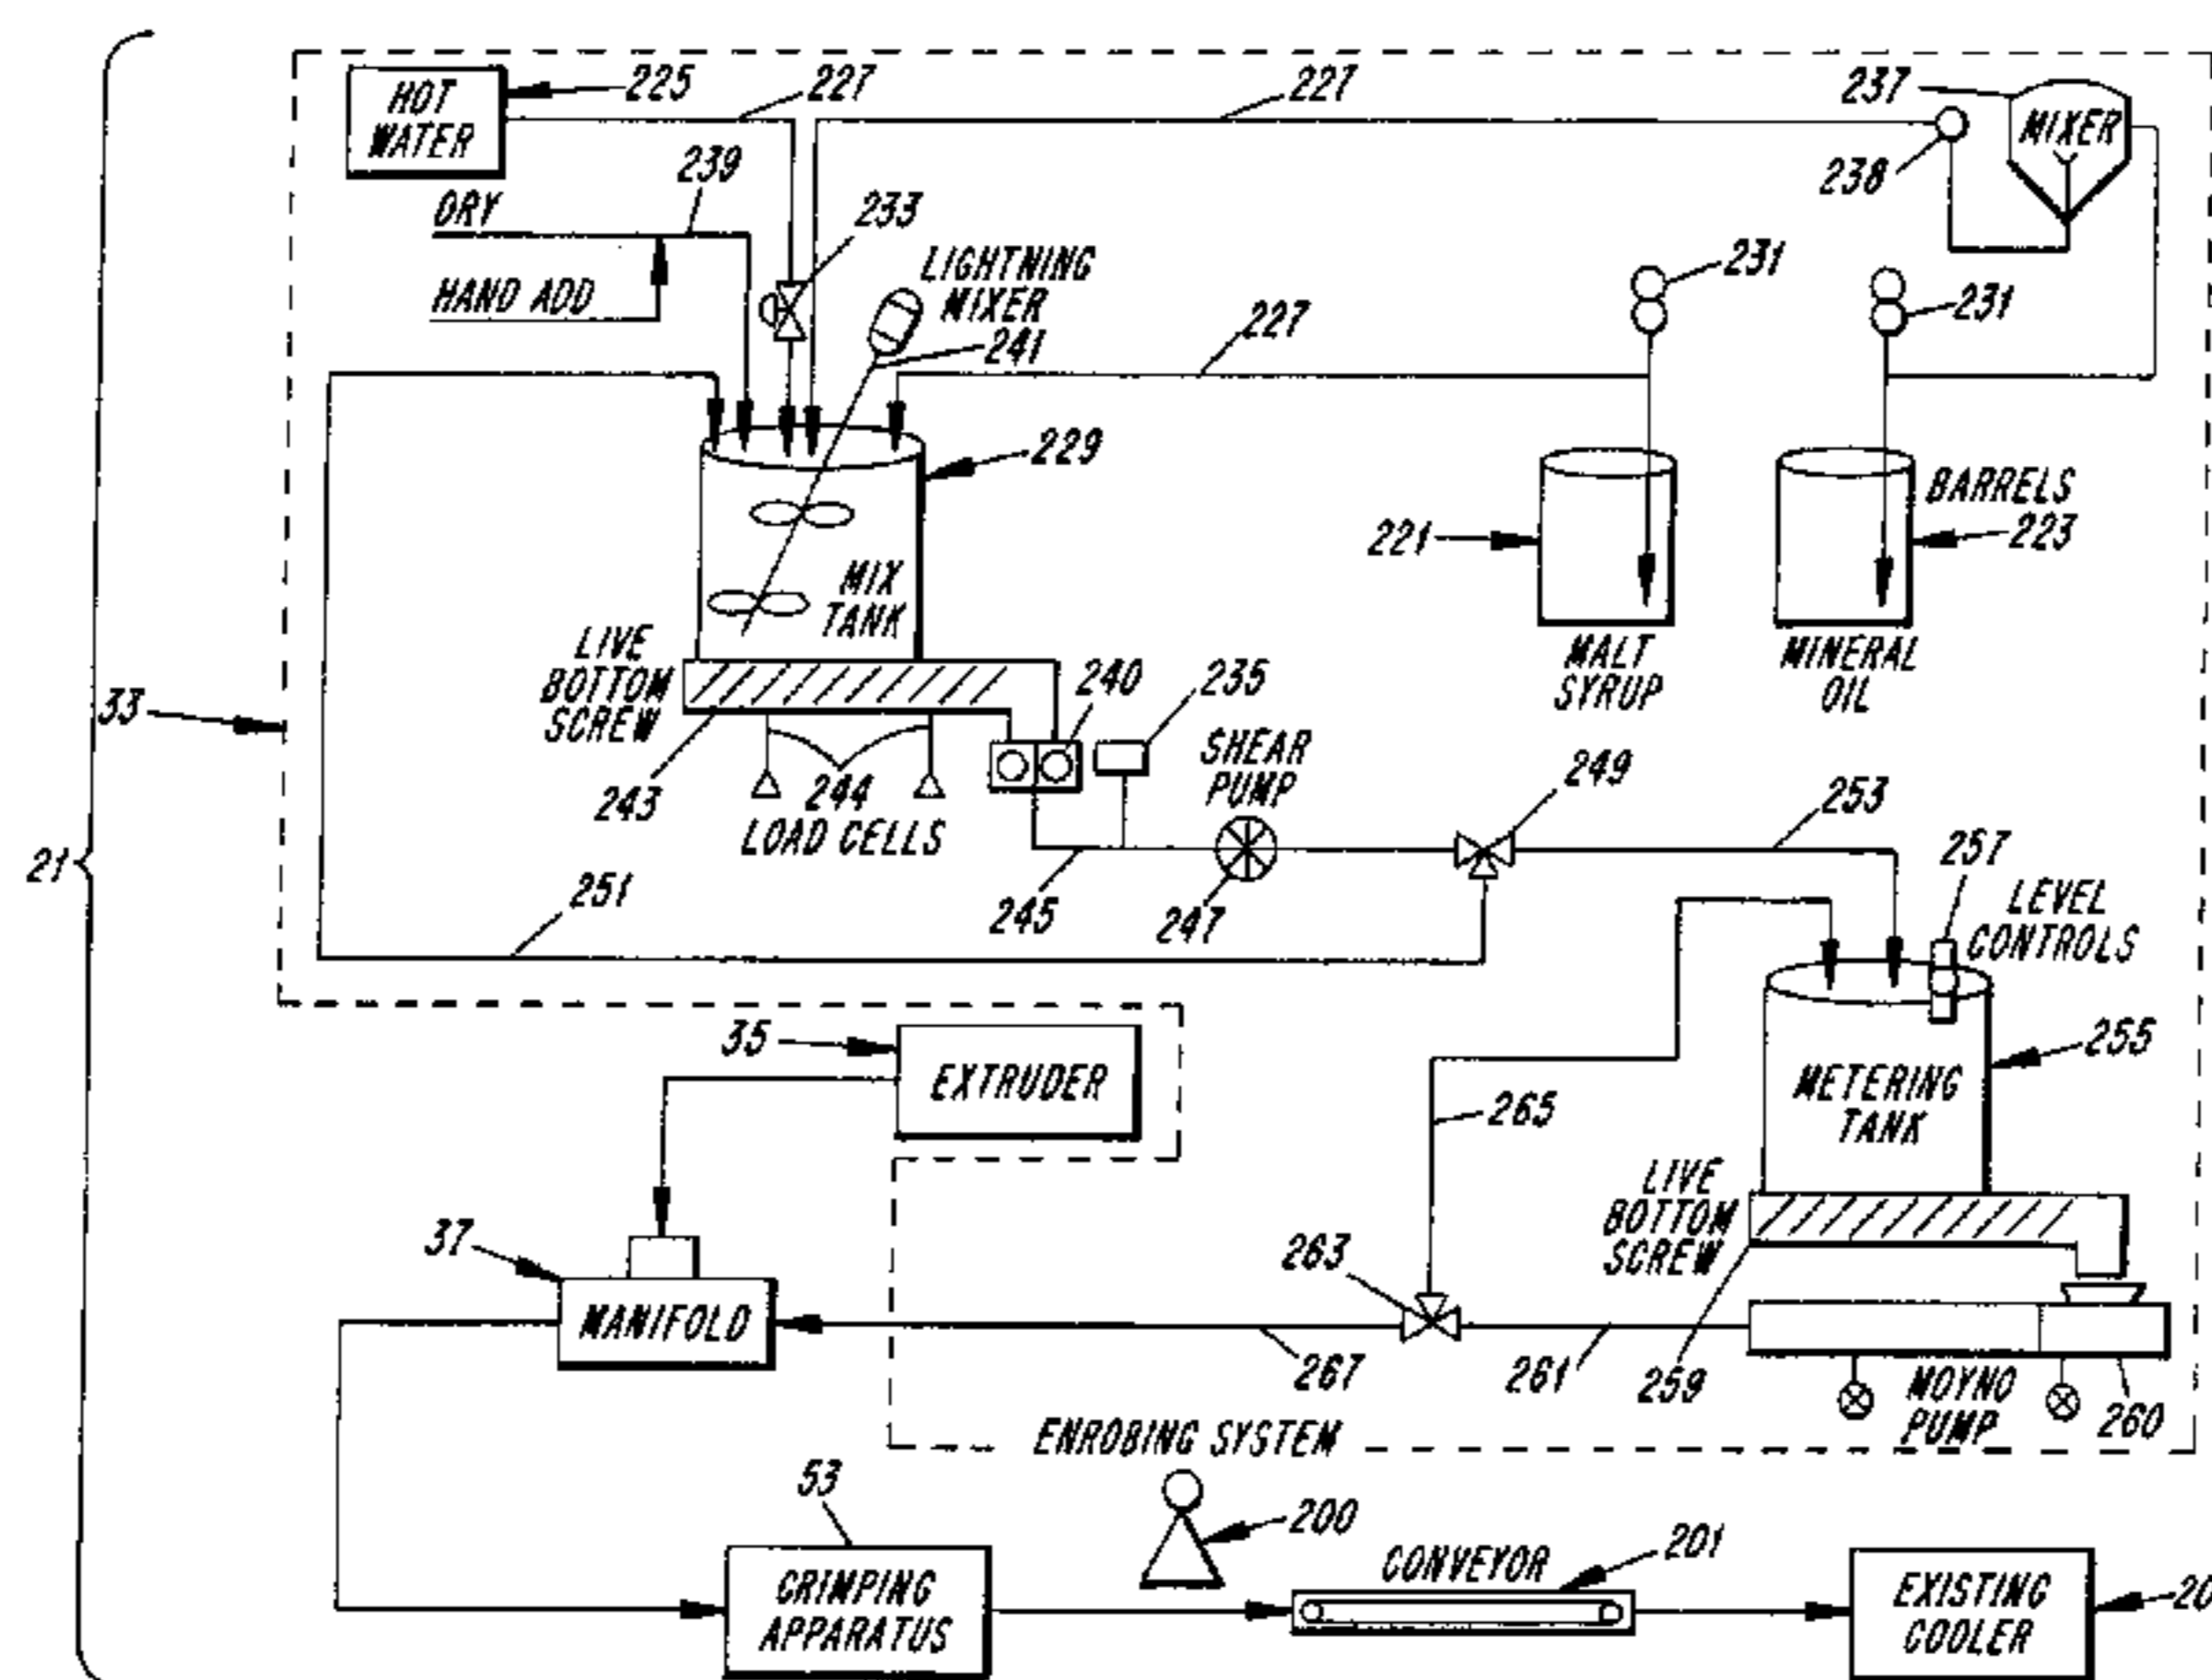 HOT
WATER
225
227
227
237
MIXER
238
DRY
239
HAND ADD
233
LIGHTNING
MIXER
241
227
231
231
229
MIX
TANK
221
BARRELS
223
MALT
SYRUP
MINERAL
OIL
LIVE
BOTTOM
SCREW
240
235
33
243
244
LOAD CELLS
SHEAR
PUMP
249
253
21
251
245
247
257
LEVEL
CONTROLS
35
EXTRUDER
255
METERING
TANK
265
37
MANIFOLD
LIVE
BOTTOM
SCREW
263
267
261
259
MOYNO
PUMP
260
ENROBING SYSTEM
53
200
CRIMPING
APPARATUS
CONVEYOR
201
EXISTING
COOLER